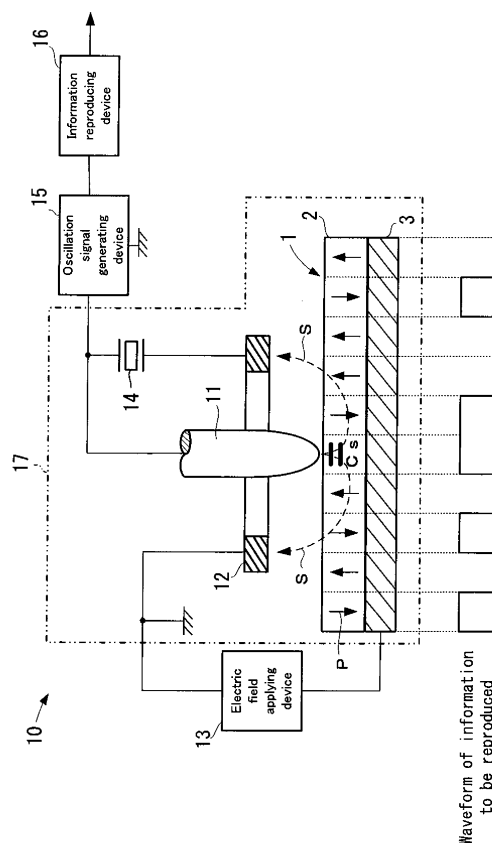 10
17
16
Information
reproducing
device
15
Oscillation
signal
generating
device
14
11
12
S
S
1
2
3
C s
P
13
Electric
field
applying
device
Waveform of information
to be reproduced